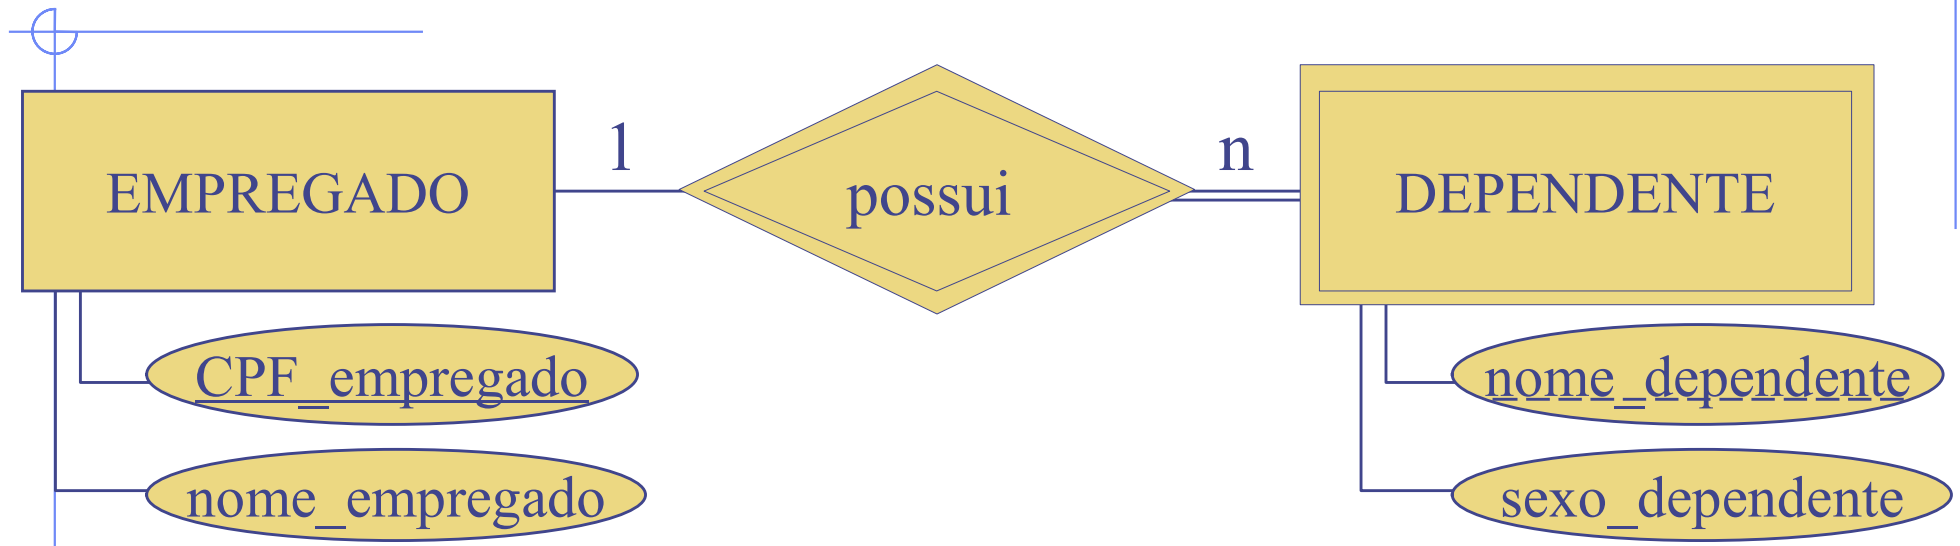 EMPREGADO
1
possui
n
DEPENDENTE
CPF_empregado
nome_empregado
nome_dependente
sexo_dependente